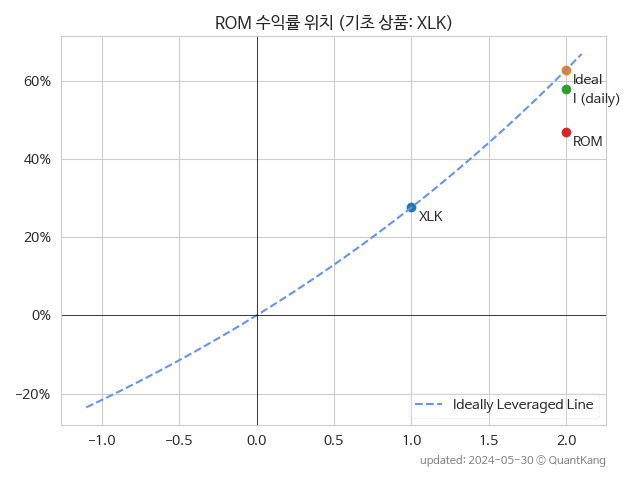 ROM 수익률 위치 (기초 상품: XLK)
60%
40%
20%
0%
−20%
Ideal
I (daily)
ROM
XLK
Ideally Leveraged Line
−1.0 −0.5 0.0 0.5 1.0 1.5 2.0
updated: 2024-05-30 © QuantKang